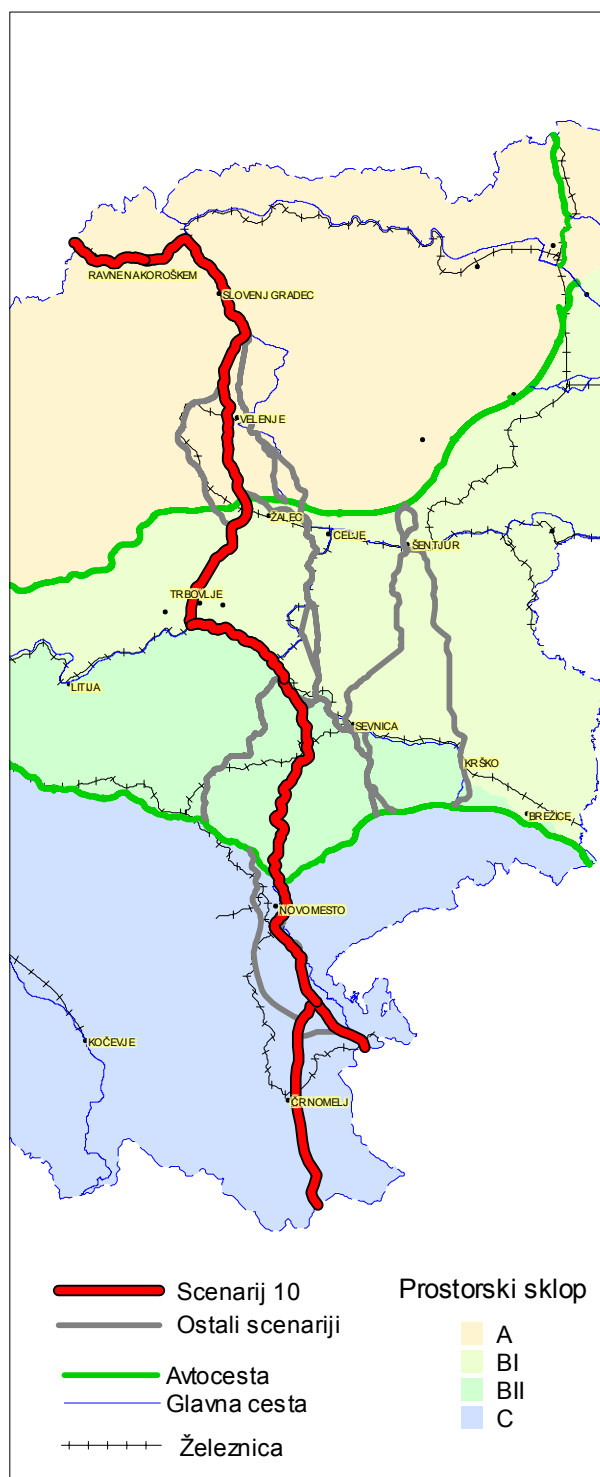 RAVNE NA KOROŠKEM
SLOVENJ GRADEC
VELENJE
ŽALEC
CELJE
ŠENTJUR
TRBOVLJE
LITIJA
SEVNICA
KRŠKO
BREŽICE
NOVO MESTO
KOČEVJE
ČRNOMELJ
Scenarij 10
Ostali scenariji
Avtocesta
Glavna cesta
Železnica
Prostorski sklop
A
BI
BII
C